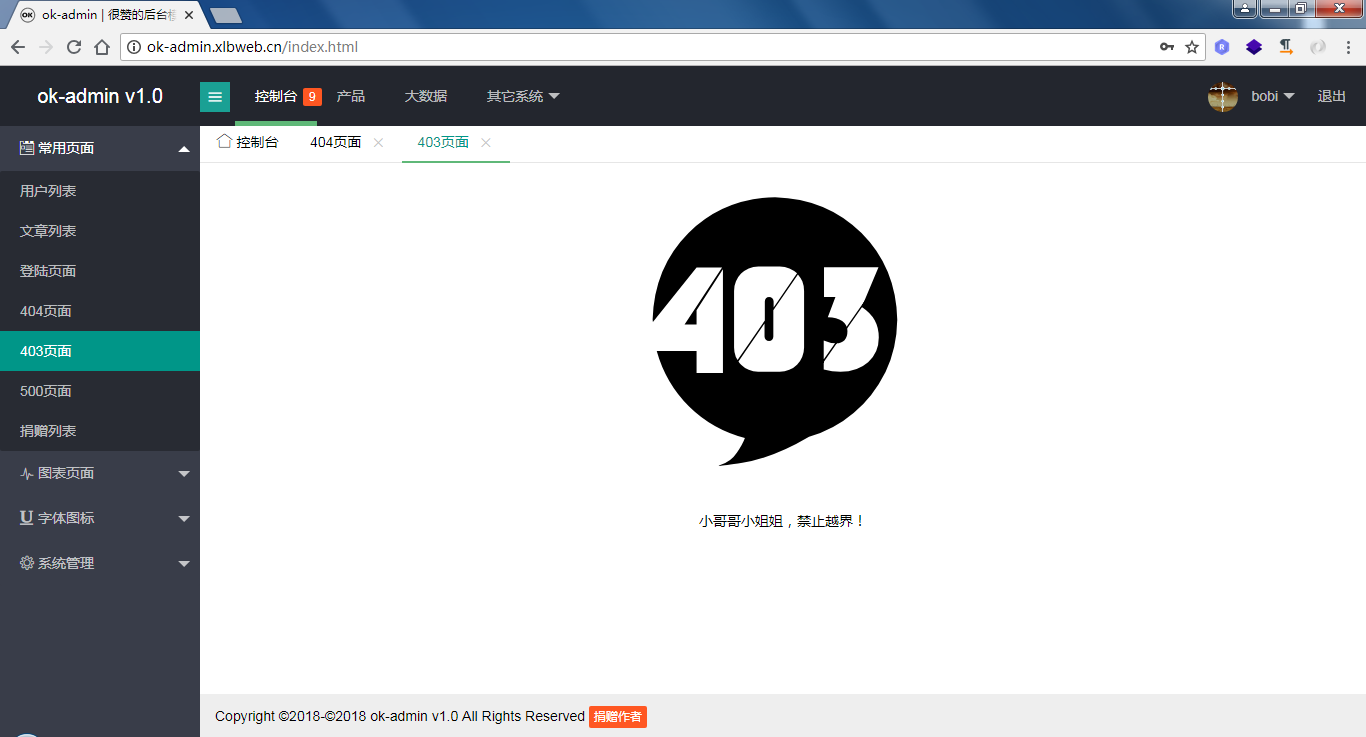 ok-admin | 很赞的后台
ok-admin.xlbweb.cn/index.html
ok-admin v1.0
控制台 9 产品 大数据 其它系统 bobi 退出
常用页面
控制台 404页面 403页面
用户列表
文章列表
登陆页面
404页面
403页面
500页面
捐赠列表
图表页面
字体图标
系统管理
403
小哥哥小姐姐，禁止越界！
Copyright ©2018-©2018 ok-admin v1.0 All Rights Reserved 捐赠作者